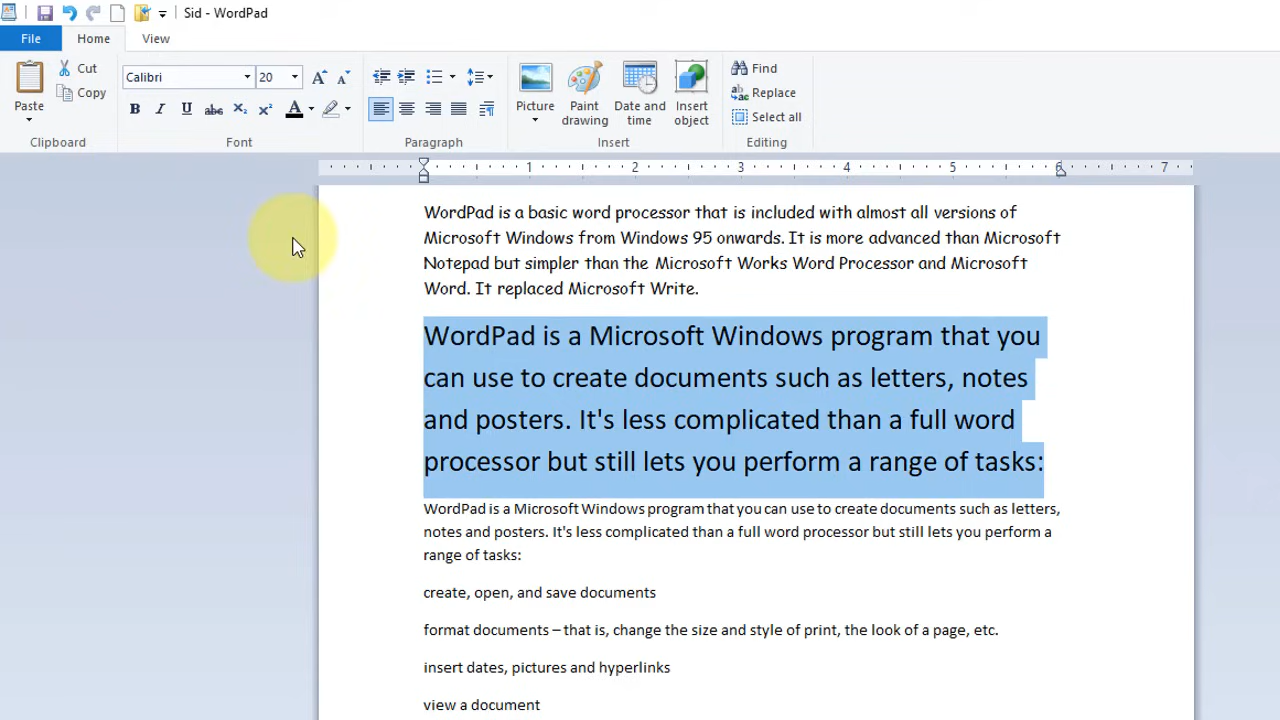 Sid - WordPad
File Home View
Paste Cut Copy Clipboard
Calibri 20
B I U abc X₂ X² A
Font
Paragraph
Picture Paint drawing Date and time Insert object
Insert
Find
Replace
Select all
Editing
1 2 3 4 5 6 7
WordPad is a basic word processor that is included with almost all versions of
Microsoft Windows from Windows 95 onwards. It is more advanced than Microsoft
Notepad but simpler than the Microsoft Works Word Processor and Microsoft
Word. It replaced Microsoft Write.
WordPad is a Microsoft Windows program that you
can use to create documents such as letters, notes
and posters. It's less complicated than a full word
processor but still lets you perform a range of tasks:
WordPad is a Microsoft Windows program that you can use to create documents such as letters,
notes and posters. It's less complicated than a full word processor but still lets you perform a
range of tasks:
create, open, and save documents
format documents – that is, change the size and style of print, the look of a page, etc.
insert dates, pictures and hyperlinks
view a document